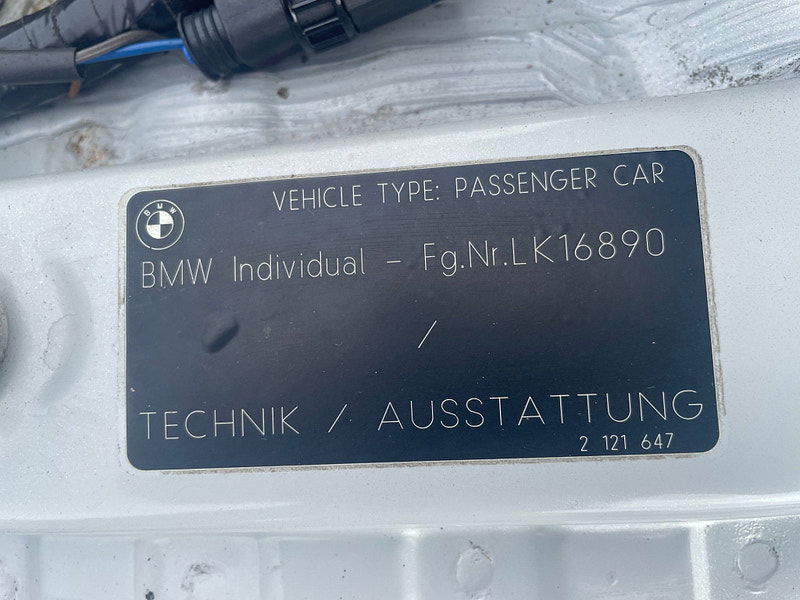 VEHICLE TYPE: PASSENGER CAR
BMW
BMW Individual - Fg.Nr.LK16890
/
TECHNIK / AUSSTATTUNG
2 121 647